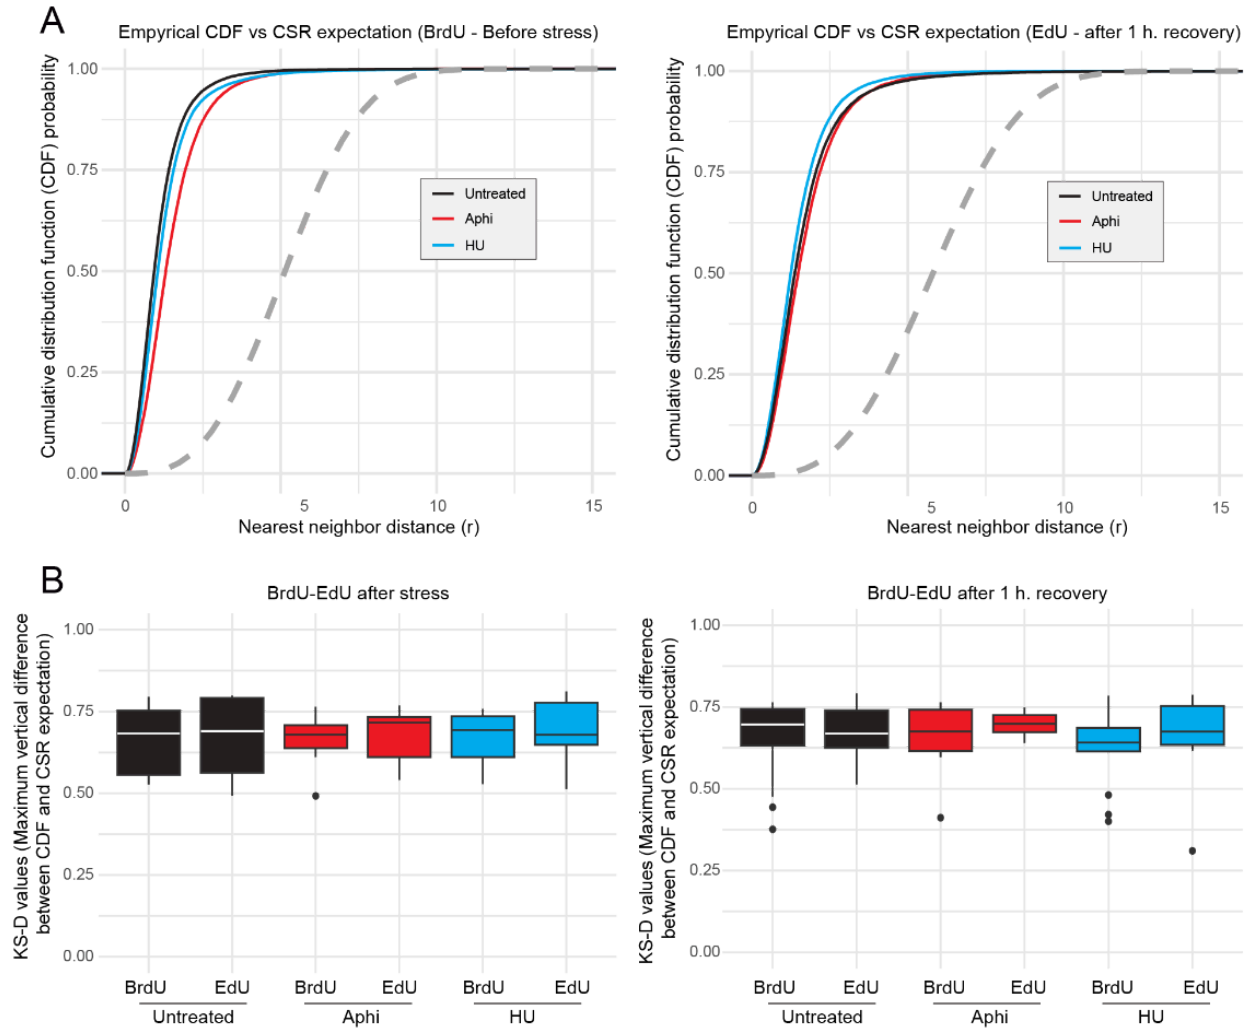 A
Empyrical CDF vs CSR expectation (BrdU - Before stress)
Cumulative distribution function (CDF) probability
1.00
0.75
0.50
0.25
0.00
Untreated
Aphi
HU
0 5 10 15
Nearest neighbor distance (r)
Empyrical CDF vs CSR expectation (EdU - after 1 h. recovery)
Cumulative distribution function (CDF) probability
1.00
0.75
0.50
0.25
0.00
Untreated
Aphi
HU
0 5 10 15
Nearest neighbor distance (r)
B
BrdU-EdU after stress
KS-D values (Maximum vertical difference
between CDF and CSR expectation)
1.00
0.75
0.50
0.25
0.00
BrdU EdU BrdU EdU BrdU EdU
Untreated Aphi HU
BrdU-EdU after 1 h. recovery
KS-D values (Maximum vertical difference
between CDF and CSR expectation)
1.00
0.75
0.50
0.25
0.00
BrdU EdU BrdU EdU BrdU EdU
Untreated Aphi HU